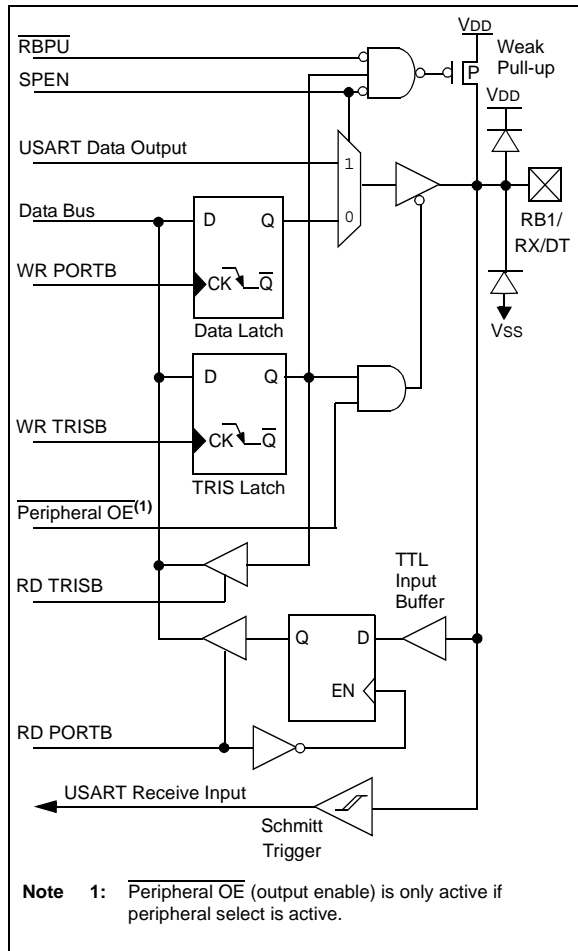 VDD
RBPU
Weak
Pull-up
P
SPEN
VDD
USART Data Output
1
Data Bus
D Q
0
RB1/
RX/DT
WR PORTB
CK Q
Data Latch
VSS
D Q
WR TRISB
CK Q
TRIS Latch
Peripheral OE(1)
TTL
Input
Buffer
RD TRISB
Q D
EN
RD PORTB
USART Receive Input
Schmitt
Trigger
Note 1: Peripheral OE (output enable) is only active if
peripheral select is active.